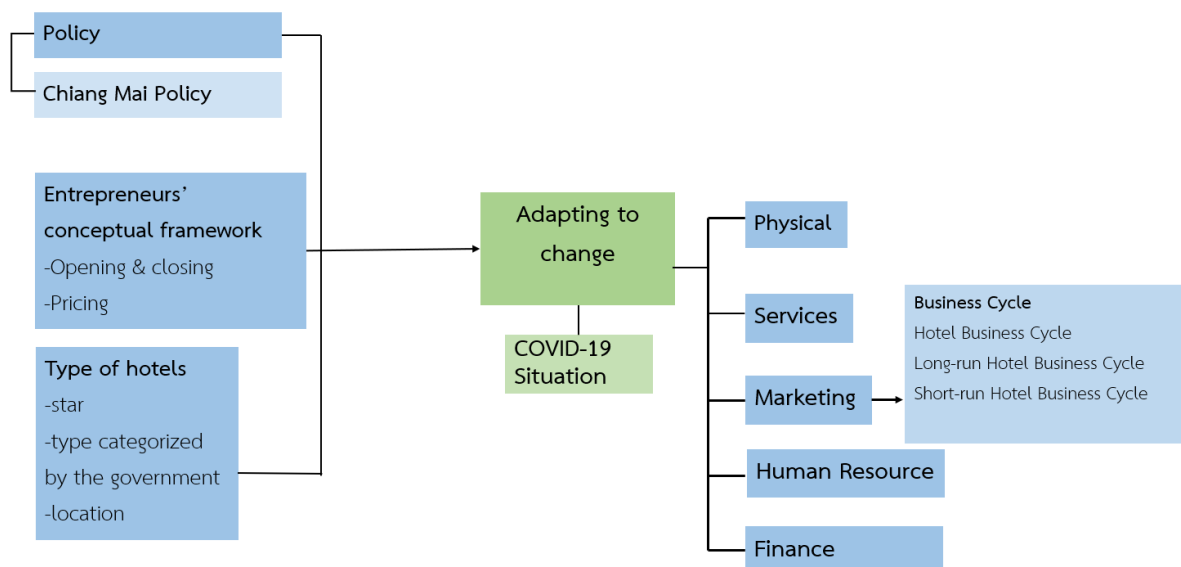 Policy
Chiang Mai Policy
Entrepreneurs’
conceptual framework
-Opening & closing
-Pricing
Type of hotels
-star
-type categorized
by the government
-location
Adapting to
change
COVID-19
Situation
Physical
Services
Marketing
Human Resource
Finance
Business Cycle
Hotel Business Cycle
Long-run Hotel Business Cycle
Short-run Hotel Business Cycle